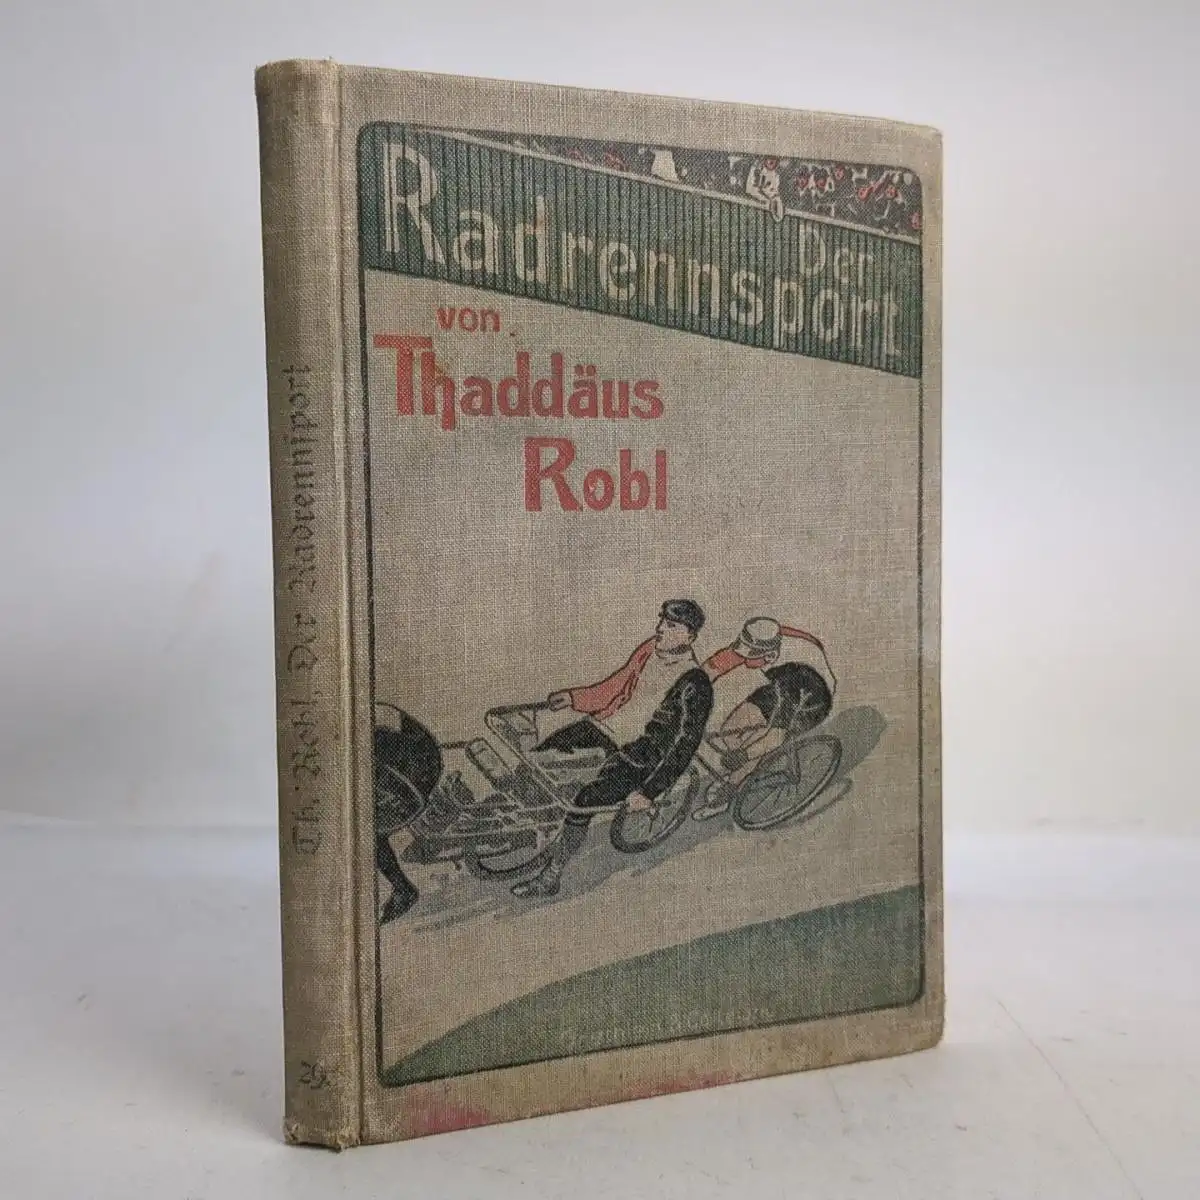 Der
Radrennsport
von
Thaddäus
Robl
Th. Robl, Der Radrennsport
29.